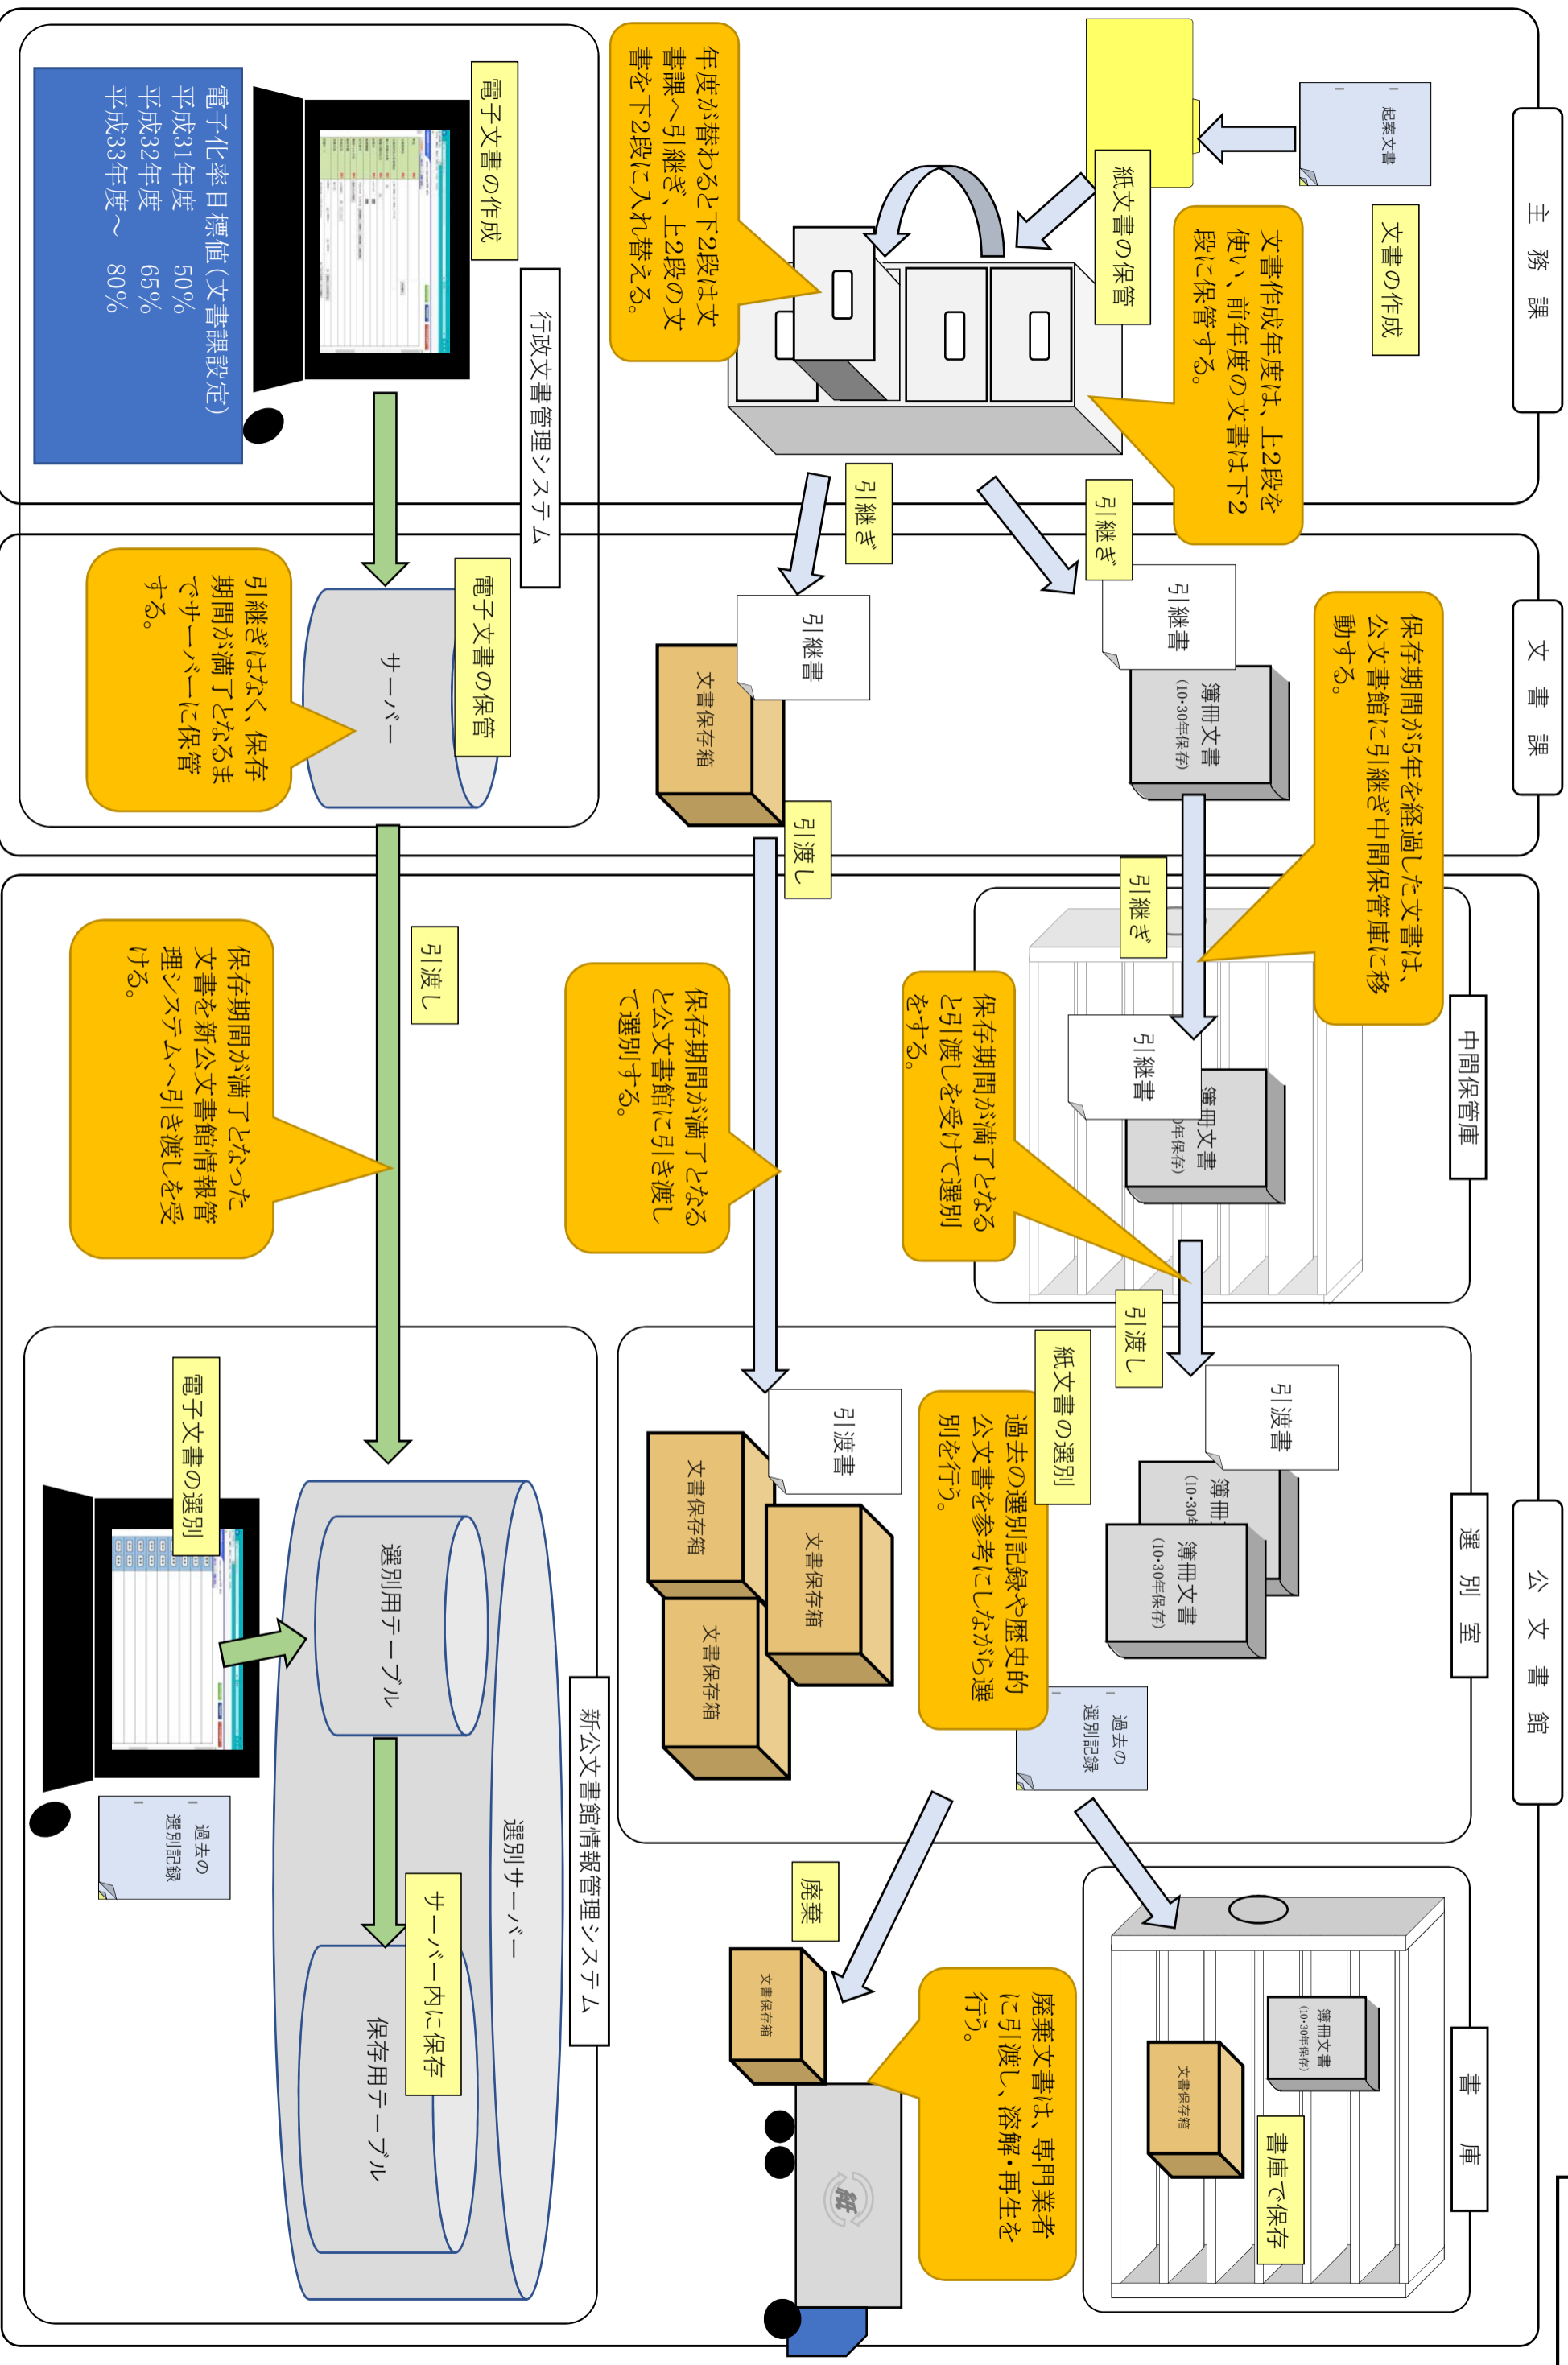 主務課
文書の作成
起案文書
文書作成年度は、上2段を
使い、前年度の文書は下2
段に保管する。
紙文書の保管
年度が替わると下2段は文
書課へ引継ぎ、上2段の文
書を下2段に入れ替える。
行政文書管理システム
電子文書の作成
電子化率目標値(文書課設定)
平成31年度 50%
平成32年度 65%
平成33年度～ 80%
文書課
保存期間が5年を経過した文書は、
公文書館に引継ぎ中間保管庫に移
動する。
引継ぎ
引継書
簿冊文書
(10・30年保存)
引継ぎ
引継書
文書保存箱
電子文書の保管
サーバー
引継ぎはなく、保存
期間が満了となるま
でサーバーに保管
する。
公文書館
中間保管庫
引継ぎ
引継書
簿冊文書
0年保存)
保存期間が満了となる
と引渡しを受けて選別
をする。
引渡し
引渡し
保存期間が満了となる
と公文書館に引き渡し
て選別する。
引渡し
保存期間が満了となった
文書を新公文書館情報管
理システムへ引き渡しを受
ける。
選別室
引渡書
簿冊
(10・30年
簿冊文書
(10・30年保存)
紙文書の選別
過去の選別記録や歴史的
公文書を参考にしながら選
別を行う。
過去の
選別記録
引渡書
文書保存箱
文書保存箱
文書保存箱
書庫
簿冊文書
(10・30年保存)
文書保存箱
書庫で保存
廃棄
文書保存箱
廃棄文書は、専門業者
に引渡し、溶解・再生を
行う。
紙
新公文書館情報管理システム
選別サーバー
選別用テーブル
サーバー内に保存
保存用テーブル
電子文書の選別
過去の
選別記録